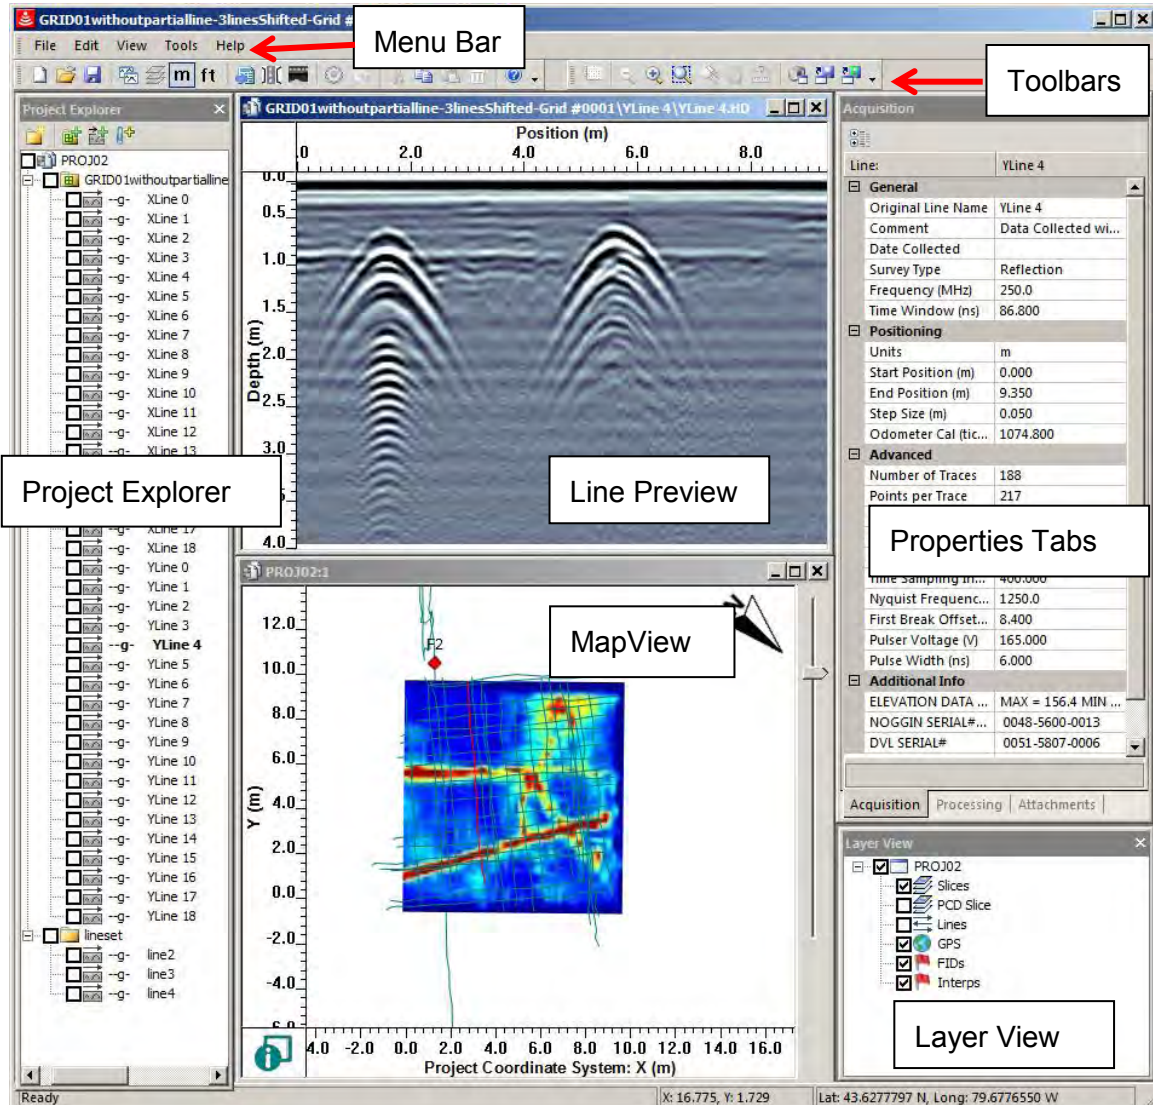 GRID01withoutpartialline-3linesShifted-Grid #
File Edit View Tools Help
Menu Bar
m ft
Toolbars
Project Explorer
PROJ02
GRID01withoutpartialline
--g- XLine 0
--g- XLine 1
--g- XLine 2
--g- XLine 3
--g- XLine 4
--g- XLine 5
--g- XLine 6
--g- XLine 7
--g- XLine 8
--g- XLine 9
--g- XLine 10
--g- XLine 11
--g- XLine 12
--g- XLine 13
Project Explorer
--g- XLine 17
--g- XLine 18
--g- YLine 0
--g- YLine 1
--g- YLine 2
--g- YLine 3
--g- YLine 4
--g- YLine 5
--g- YLine 6
--g- YLine 7
--g- YLine 8
--g- YLine 9
--g- YLine 10
--g- YLine 11
--g- YLine 12
--g- YLine 13
--g- YLine 14
--g- YLine 15
--g- YLine 16
--g- YLine 17
--g- YLine 18
lineset
--g- line2
--g- line3
--g- line4
GRID01withoutpartialline-3linesShifted-Grid #0001\YLine 4\YLine 4.HD
Position (m)
.0 2.0 4.0 6.0 8.0
0.0
0.5
1.0
1.5
2.0
2.5
3.0
4.0
Depth (m)
Line Preview
PROJ02:1
12.0
10.0
8.0
6.0
4.0
2.0
0.0
-2.0
-4.0
Y (m)
F2
MapView
N
4.0 -2.0 0.0 2.0 4.0 6.0 8.0 10.0 12.0 14.0 16.0
Project Coordinate System: X (m)
Acquisition
Line: YLine 4
General
Original Line Name YLine 4
Comment Data Collected wi...
Date Collected
Survey Type Reflection
Frequency (MHz) 250.0
Time Window (ns) 86.800
Positioning
Units m
Start Position (m) 0.000
End Position (m) 9.350
Step Size (m) 0.050
Odometer Cal (tic... 1074.800
Advanced
Number of Traces 188
Points per Trace 217
Properties Tabs
Time Sampling In... 400.000
Nyquist Frequenc... 1250.0
First Break Offset... 8.400
Pulser Voltage (V) 165.000
Pulse Width (ns) 6.000
Additional Info
ELEVATION DATA ... MAX = 156.4 MIN ...
NOGGIN SERIAL#... 0048-5600-0013
DVL SERIAL# 0051-5807-0006
Acquisition Processing Attachments
Layer View
PROJ02
Slices
PCD Slice
Lines
GPS
FIDs
Interps
Layer View
Ready
X: 16.775, Y: 1.729
Lat: 43.6277797 N, Long: 79.6776550 W